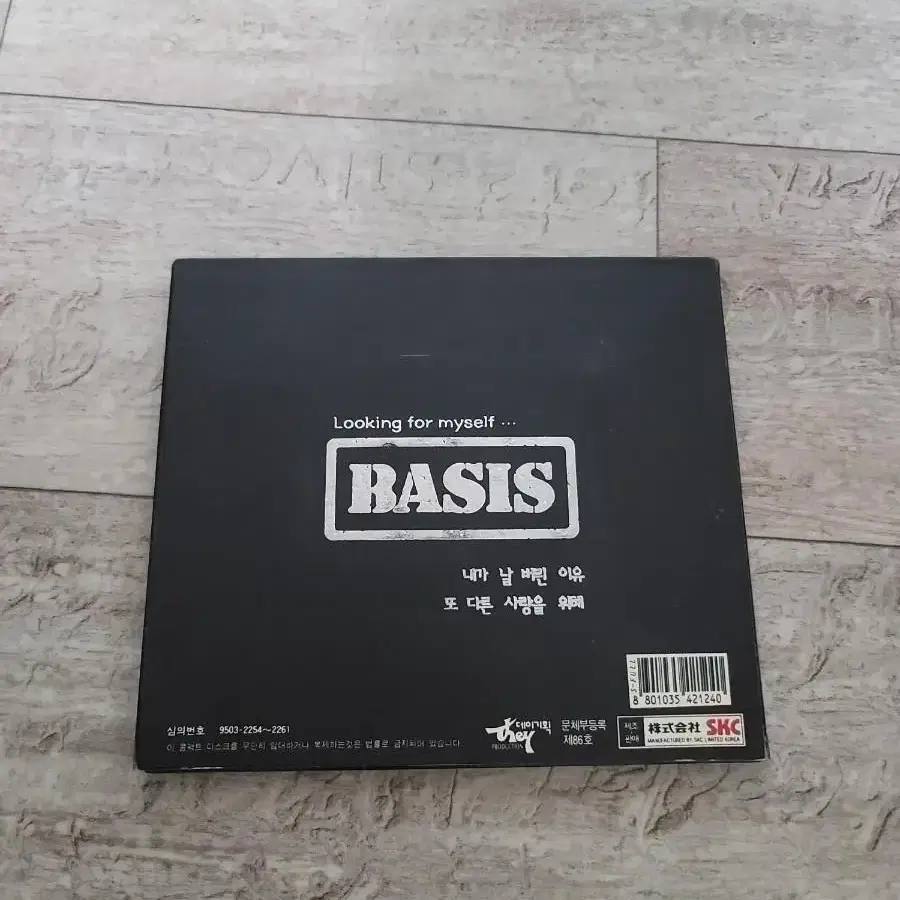 Looking for myself ...
BASIS
내가 날 버린 이유
또 다른 사랑을 위해
8 801035 421240
심의번호 9503-2254~2261
이 콤팩트 디스크를 무단히 임대하거나 복제하는것은 법률로 금지되어 있습니다
데이기획
they
PRODUCTION
문체부등록
제86호
제조
판매
株式会社 SKC
MANUFACTURED BY SKC LIMITED KOREA